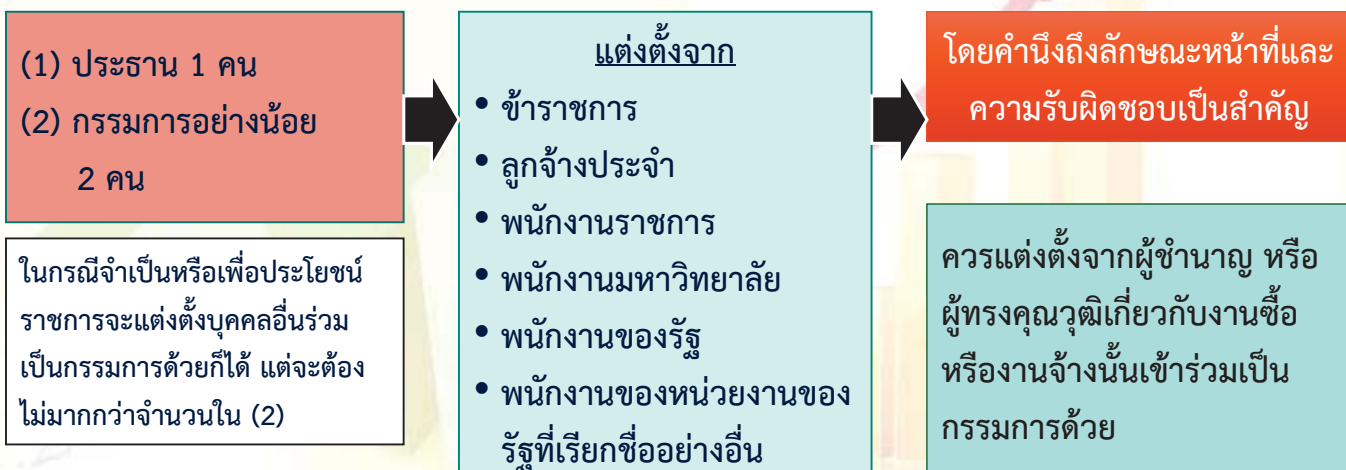 (1) ประธาน 1 คน
(2) กรรมการอย่างน้อย
2 คน
ในกรณีจำเป็นหรือเพื่อประโยชน์
ราชการจะแต่งตั้งบุคคลอื่นร่วม
เป็นกรรมการด้วยก็ได้ แต่จะต้อง
ไม่มากกว่าจำนวนใน (2)
แต่งตั้งจาก
• ข้าราชการ
• ลูกจ้างประจำ
• พนักงานราชการ
• พนักงานมหาวิทยาลัย
• พนักงานของรัฐ
• พนักงานของหน่วยงานของ
รัฐที่เรียกชื่ออย่างอื่น
โดยคำนึงถึงลักษณะหน้าที่และ
ความรับผิดชอบเป็นสำคัญ
ควรแต่งตั้งจากผู้ชำนาญ หรือ
ผู้ทรงคุณวุฒิเกี่ยวกับงานซื้อ
หรืองานจ้างนั้นเข้าร่วมเป็น
กรรมการด้วย